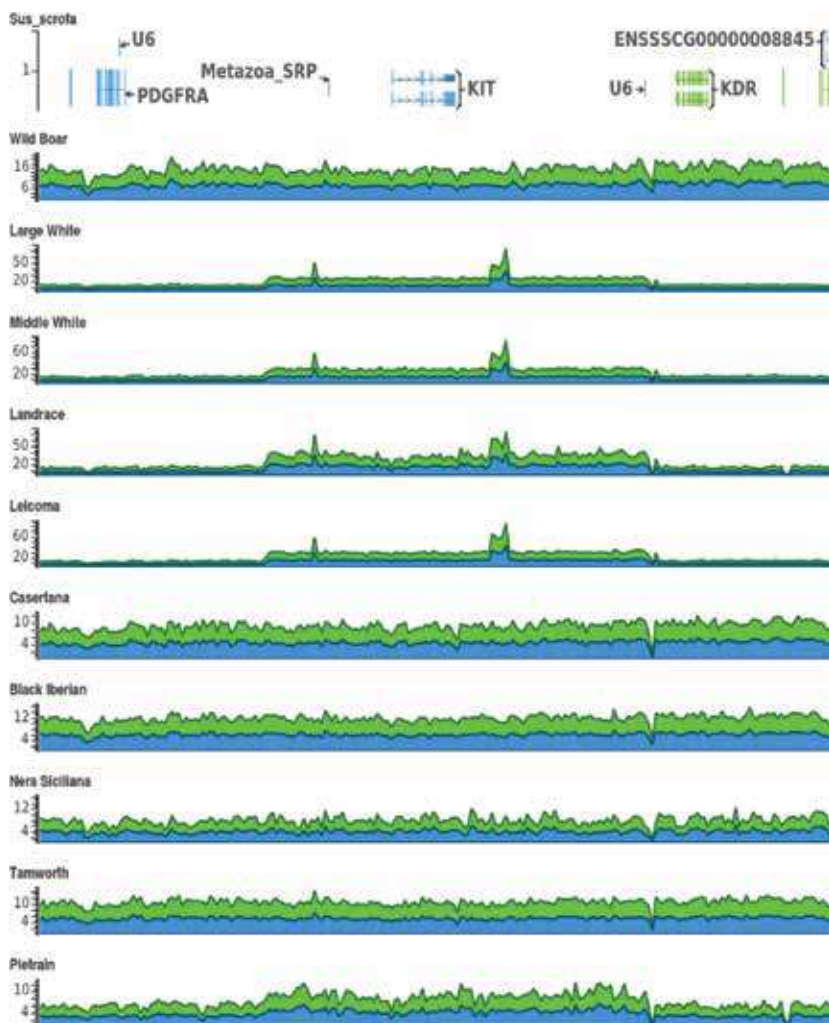 Sus_scrofa
U6
ENSSSCG00000008845
1
Metazoa_SRP
PDGFRA
KIT
U6
KDR
Wild Boar
16
6
Large White
50
20
Middle White
60
20
Landrace
50
20
Leicoma
60
20
Casertana
10
4
Black Iberian
12
4
Nera Siciliana
12
4
Tamworth
10
4
Pietrain
10
4